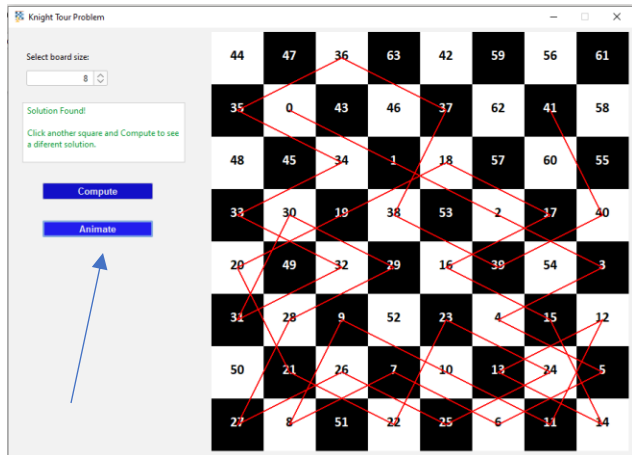 Knight Tour Problem
Select board size:
8
Solution Found!
Click another square and Compute to see
a diferent solution.
Compute
Animate
44 47 36 63 42 59 56 61
35 0 43 46 37 62 41 58
48 45 34 1 18 57 60 55
33 30 19 38 53 2 17 40
20 49 32 29 16 39 54 3
31 28 9 52 23 4 15 12
50 21 26 7 10 13 24 5
27 8 51 22 25 6 11 14